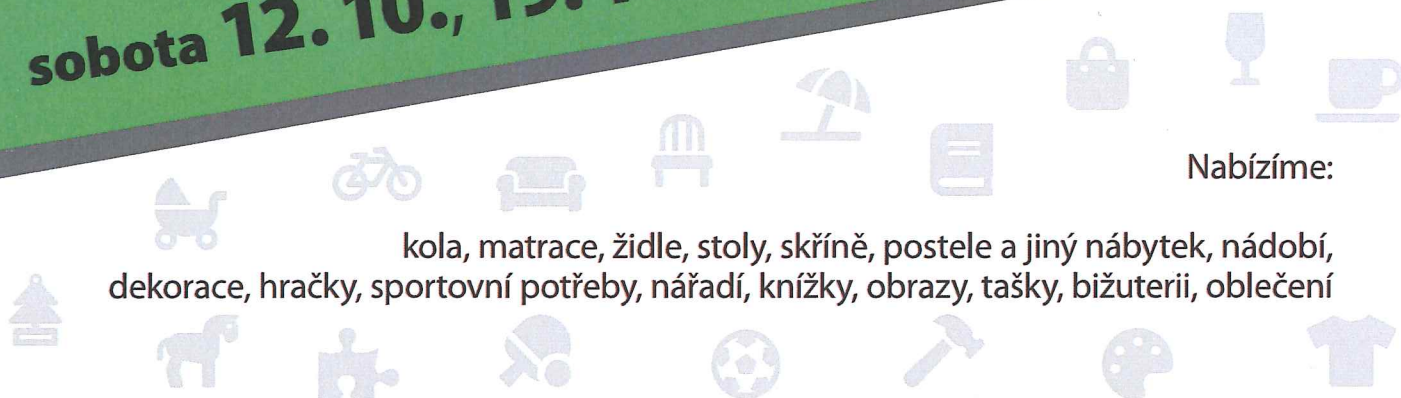 sobota 12. 10.,
Nabízíme:
kola, matrace, židle, stoly, skříně, postele a jiný nábytek, nádobí,
dekorace, hračky, sportovní potřeby, nářadí, knížky, obrazy, tašky, bižuterii, oblečení